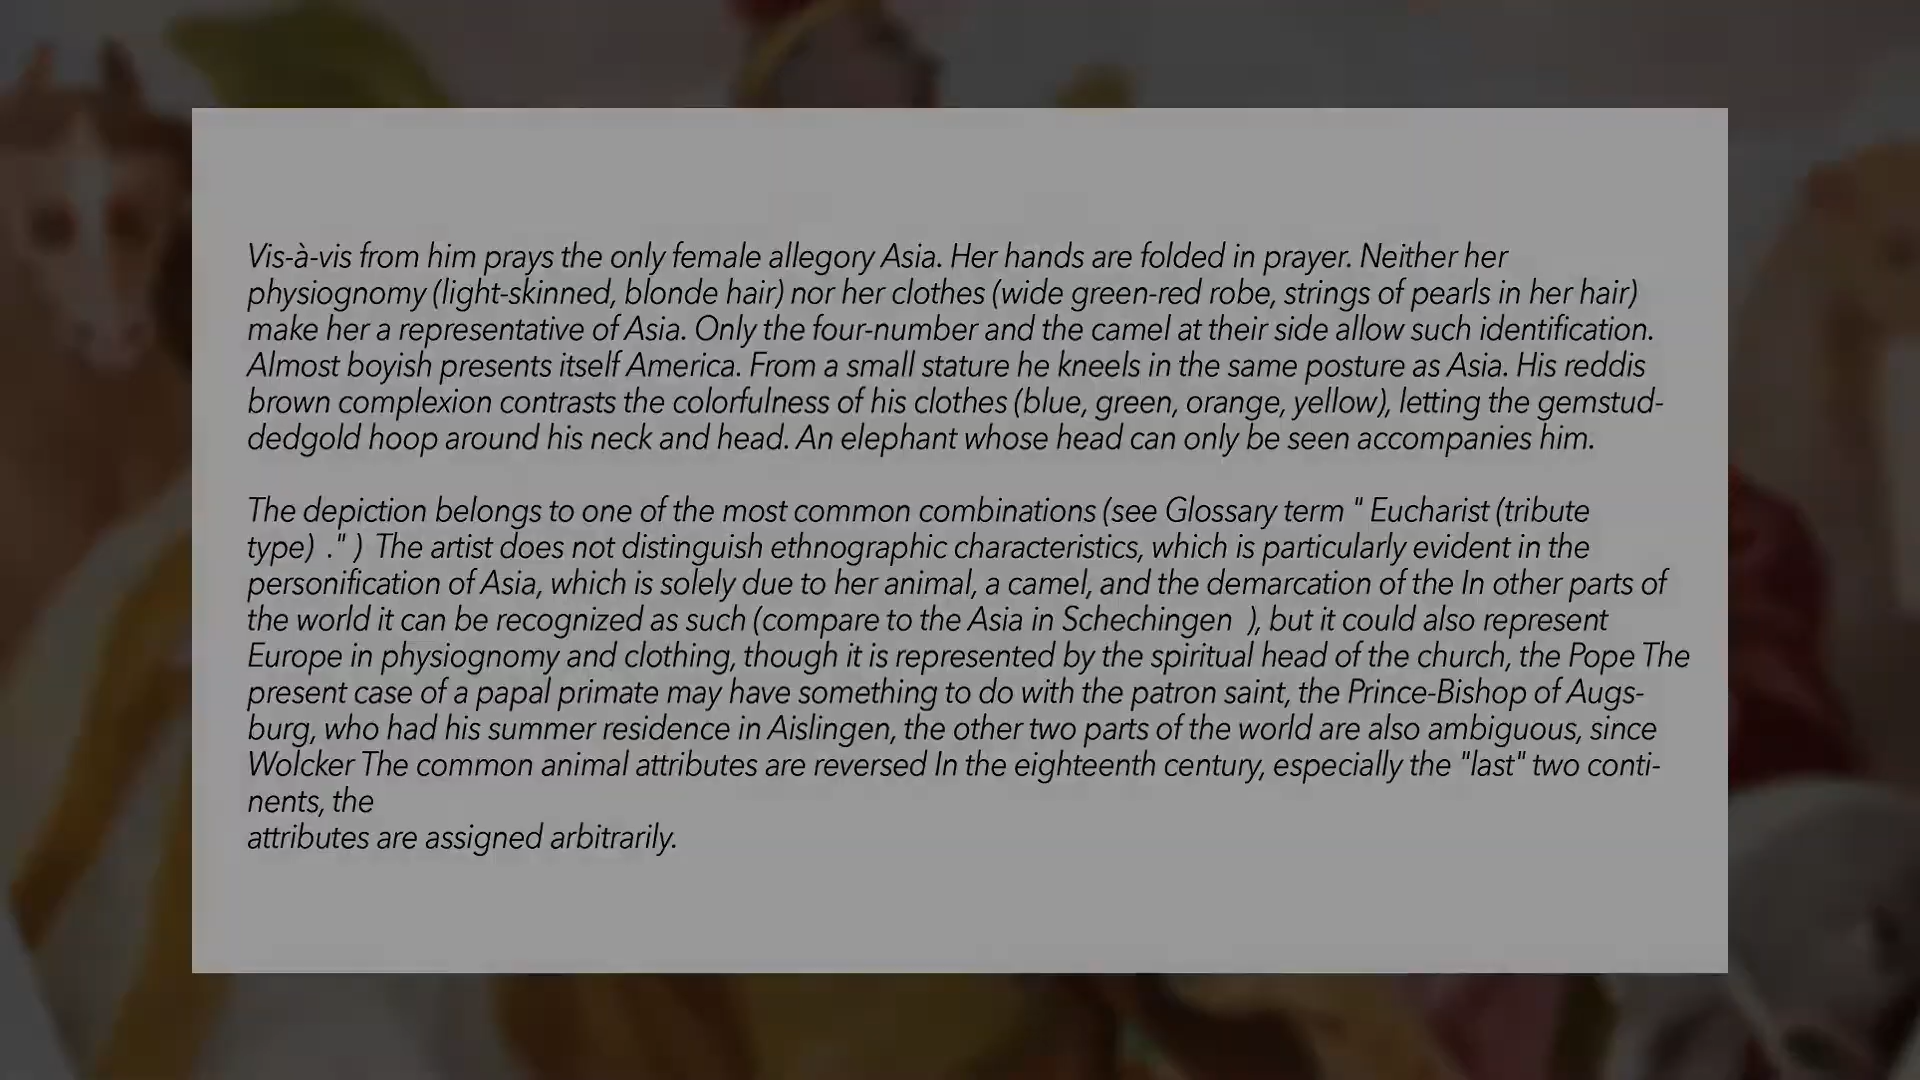 Vis-à-vis from him prays the only female allegory Asia. Her hands are folded in prayer. Neither her
physiognomy (light-skinned, blonde hair) nor her clothes (wide green-red robe, strings of pearls in her hair)
make her a representative of Asia. Only the four-number and the camel at their side allow such identification.
Almost boyish presents itself America. From a small stature he kneels in the same posture as Asia. His reddis
brown complexion contrasts the colorfulness of his clothes (blue, green, orange, yellow), letting the gemstud-
dedgold hoop around his neck and head. An elephant whose head can only be seen accompanies him.
The depiction belongs to one of the most common combinations (see Glossary term " Eucharist (tribute
type) ." ) The artist does not distinguish ethnographic characteristics, which is particularly evident in the
personification of Asia, which is solely due to her animal, a camel, and the demarcation of the In other parts of
the world it can be recognized as such (compare to the Asia in Schechingen ), but it could also represent
Europe in physiognomy and clothing, though it is represented by the spiritual head of the church, the Pope The
present case of a papal primate may have something to do with the patron saint, the Prince-Bishop of Augs-
burg, who had his summer residence in Aislingen, the other two parts of the world are also ambiguous, since
Wolcker The common animal attributes are reversed In the eighteenth century, especially the "last" two conti-
nents, the
attributes are assigned arbitrarily.